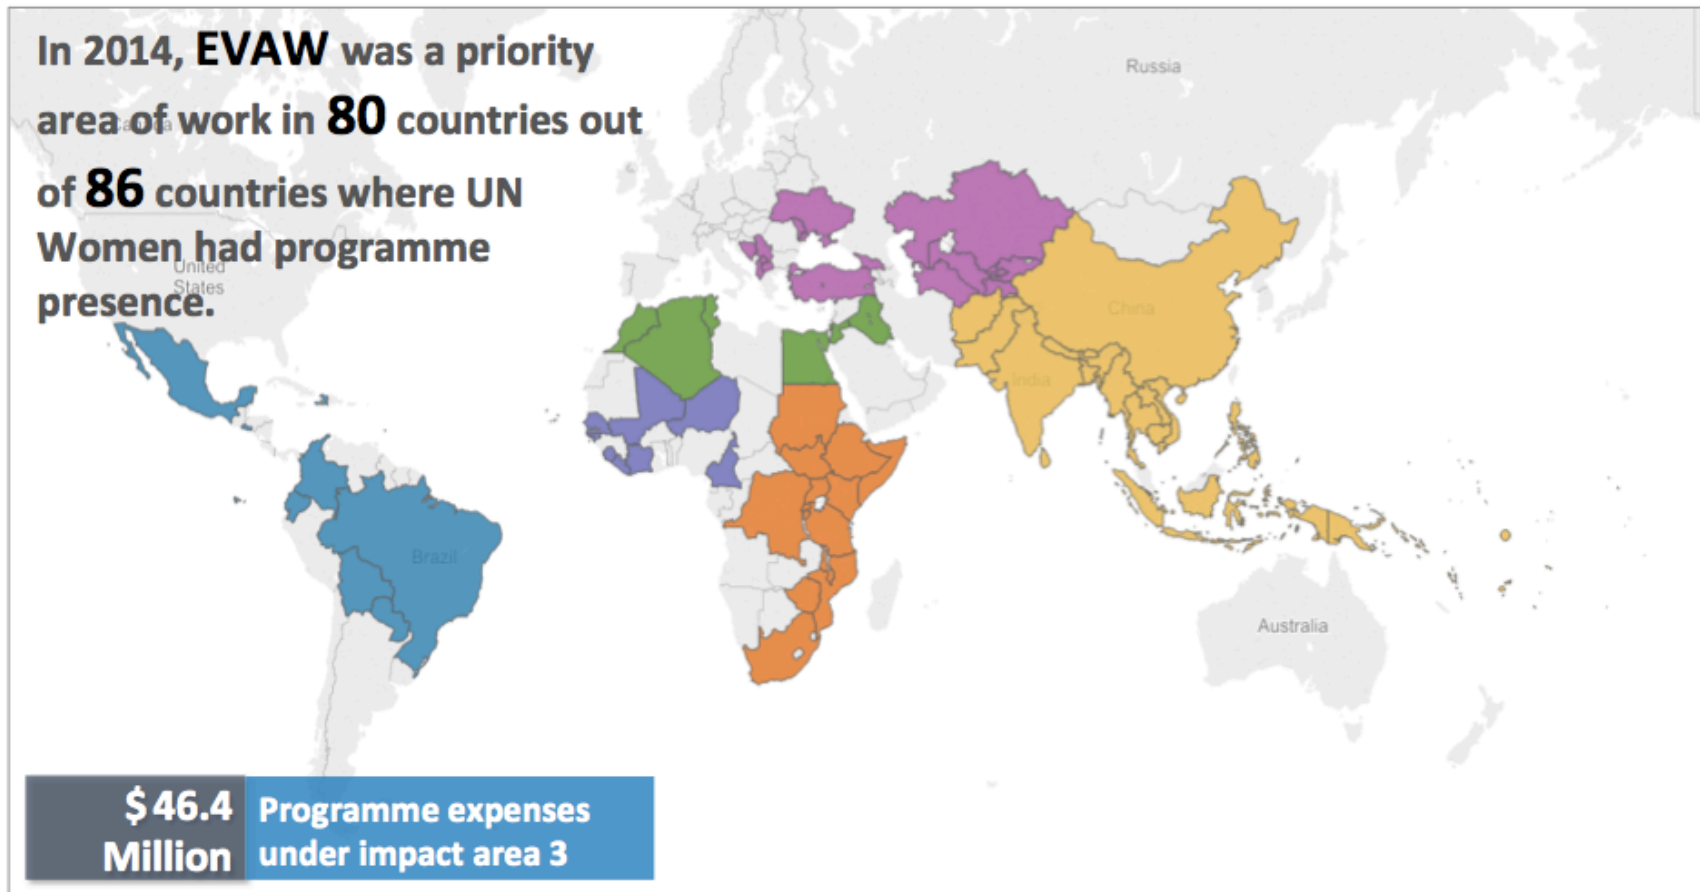 In 2014, EVAW was a priority
area of work in 80 countries out
of 86 countries where UN
Women had programme
presence.
Canada
United
States
Russia
China
India
Brazil
Australia
$46.4
Million
Programme expenses
under impact area 3